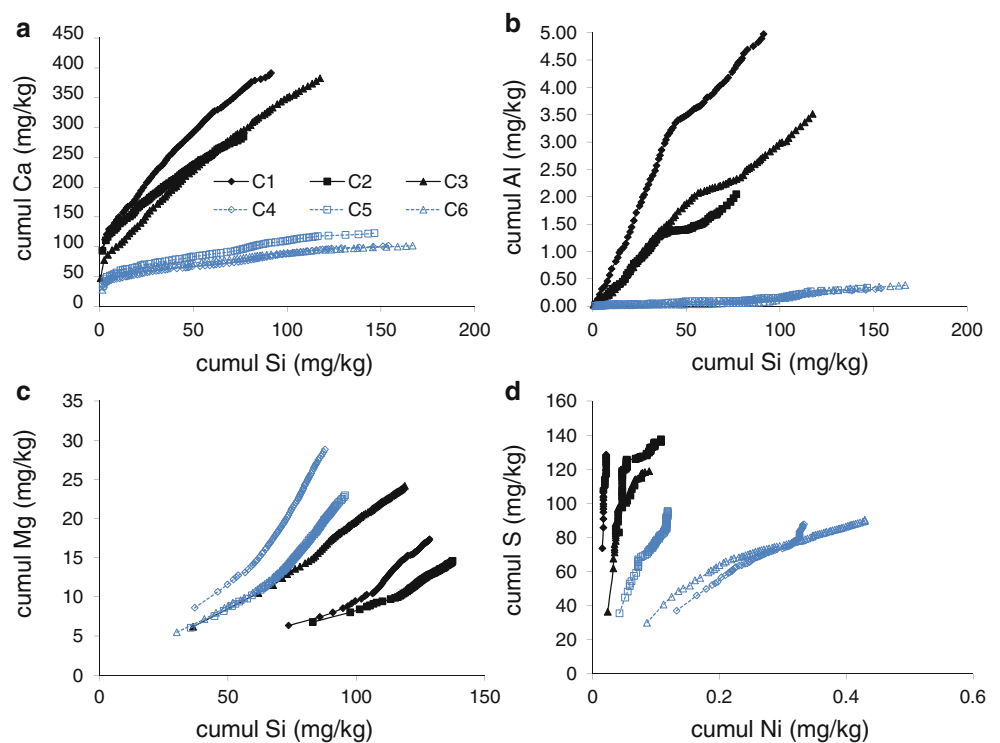 a
450
400
350
300
250
200
150
100
50
0
cumul Ca (mg/kg)
C1 C2 C3
C4 C5 C6
0 50 100 150 200
cumul Si (mg/kg)
b
5.00
4.50
4.00
3.50
3.00
2.50
2.00
1.50
1.00
0.50
0.00
cumul Al (mg/kg)
0 50 100 150 200
cumul Si (mg/kg)
c
35
30
25
20
15
10
5
0
cumul Mg (mg/kg)
0 50 100 150
cumul Si (mg/kg)
d
160
140
120
100
80
60
40
20
0
cumul S (mg/kg)
0 0.2 0.4 0.6
cumul Ni (mg/kg)